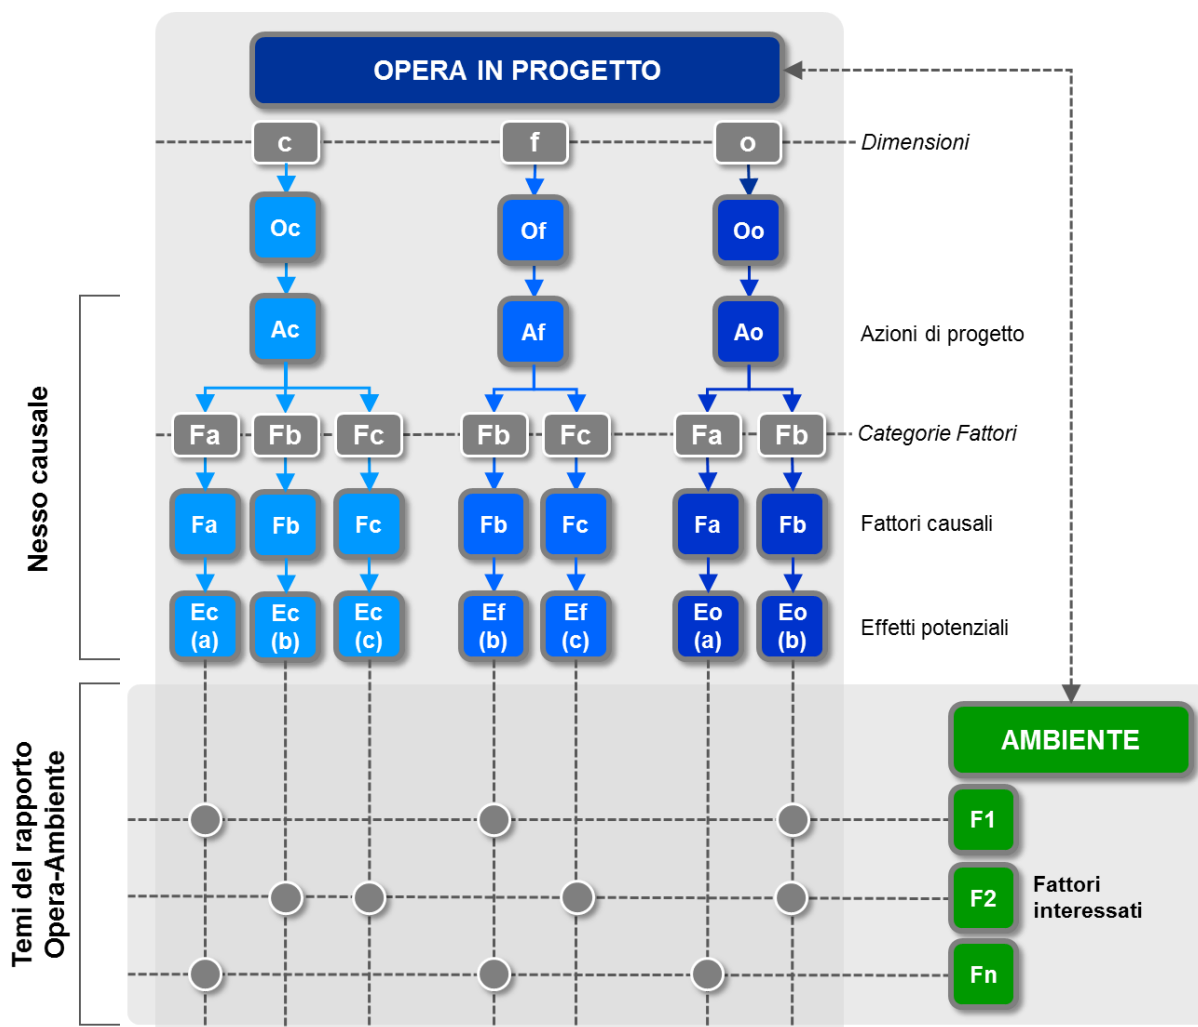 OPERA IN PROGETTO
c f o Dimensioni
Oc Of Oo
Ac Af Ao Azioni di progetto
Fa Fb Fc Fb Fc Fa Fb Categorie Fattori
Fa Fb Fc Fb Fc Fa Fb Fattori causali
Ec Ec Ec Ef Ef Eo Eo
(a) (b) (c) (b) (c) (a) (b)
Effetti potenziali
Nesso causale
AMBIENTE
F1
F2
Fattori
interessati
Fn
Temi del rapporto
Opera-Ambiente